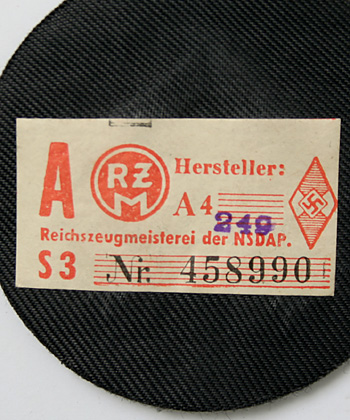 A RZM Hersteller:
A4 249
Reichszeugmeisterei der NSDAP.
S3 Nr. 458990